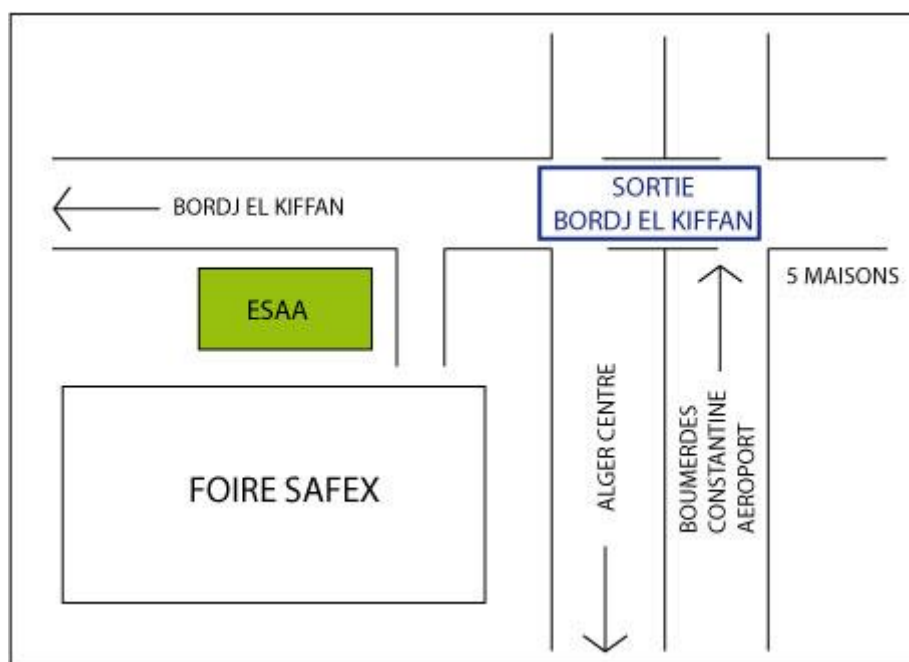 SORTIE
BORDJ EL KIFFAN
BORDJ EL KIFFAN
5 MAISONS
ESAA
FOIRE SAFEX
ALGER CENTRE
BOUMERDES
CONSTANTINE
AEROPORT